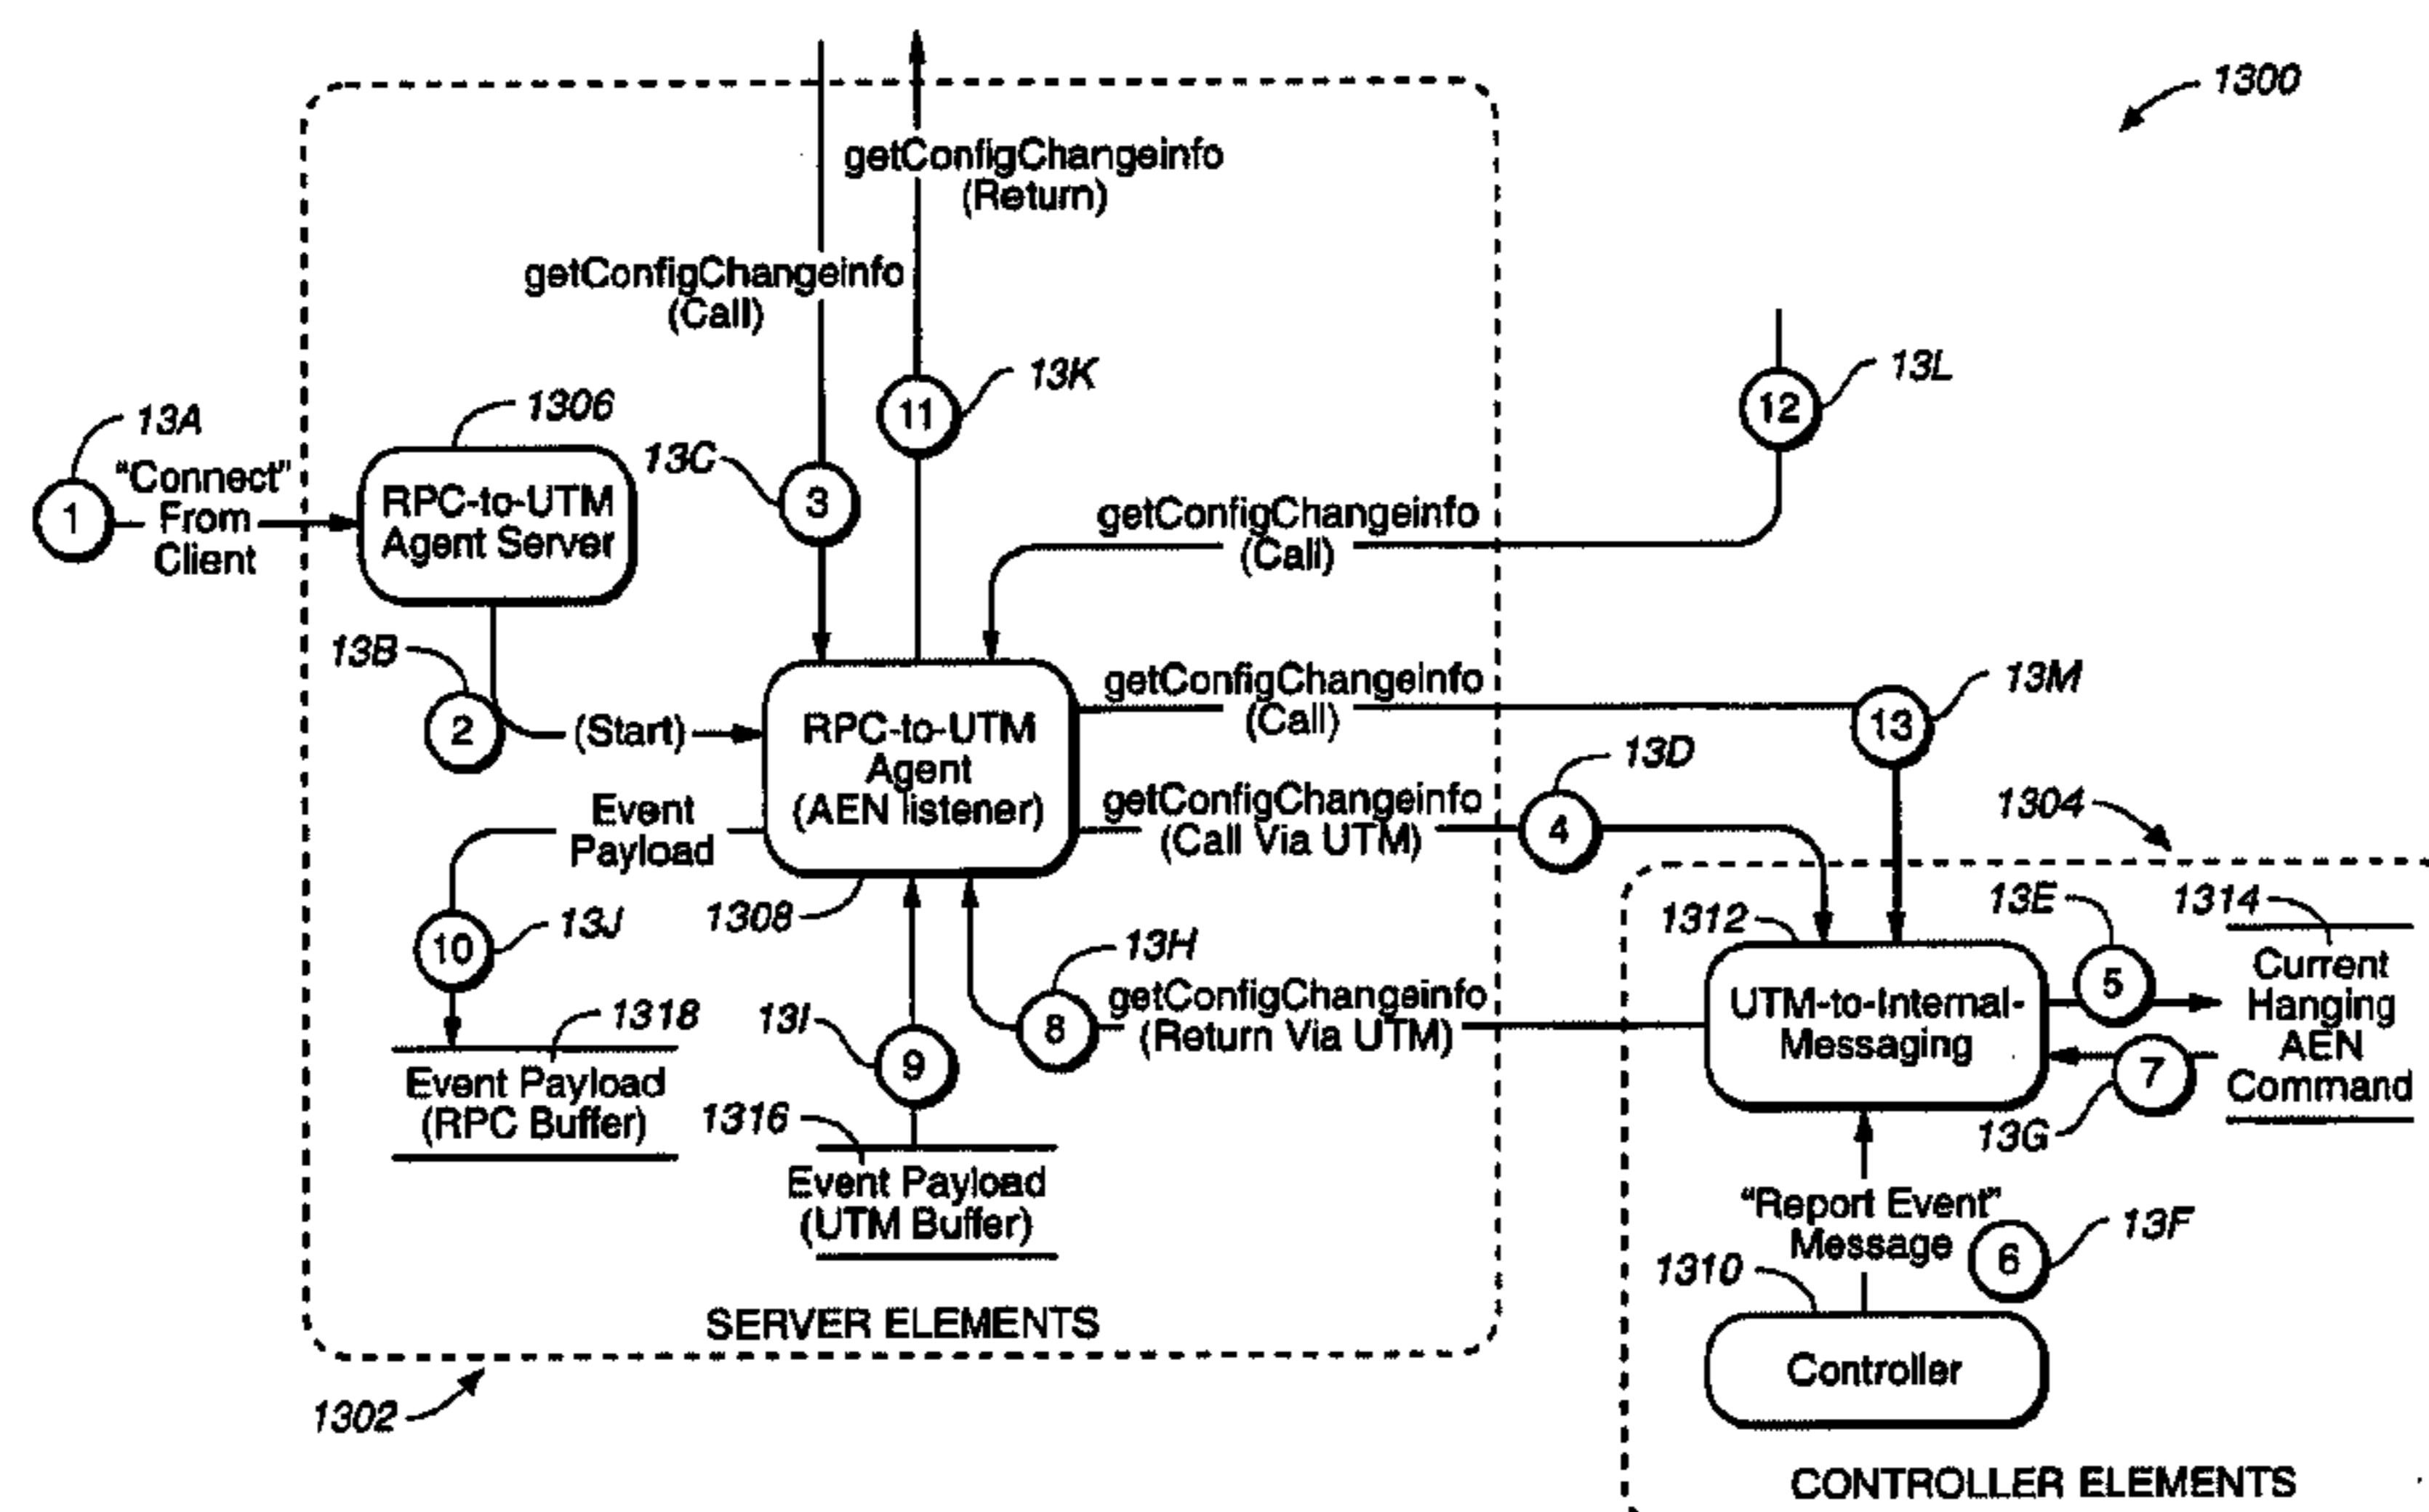 1300
getConfigChangeinfo
(Return)
getConfigChangeinfo
(Call)
13K
13L
11
12
13A
1306
13C
"Connect"
From
Client
1
RPC-to-UTM
Agent Server
3
getConfigChangeinfo
(Call)
13B
2
(Start)
RPC-to-UTM
Agent
(AEN listener)
getConfigChangeinfo
(Call)
13M
13
13D
getConfigChangeinfo
(Call Via UTM)
4
1304
Event
Payload
1308
10
13J
13H
1312
13E
1314
5
Current
Hanging
AEN
Command
UTM-to-Internal-
Messaging
getConfigChangeinfo
(Return Via UTM)
8
13I
9
1318
Event Payload
(RPC Buffer)
1316
Event Payload
(UTM Buffer)
7
13G
"Report Event"
Message
6
13F
1310
Controller
SERVER ELEMENTS
1302
CONTROLLER ELEMENTS